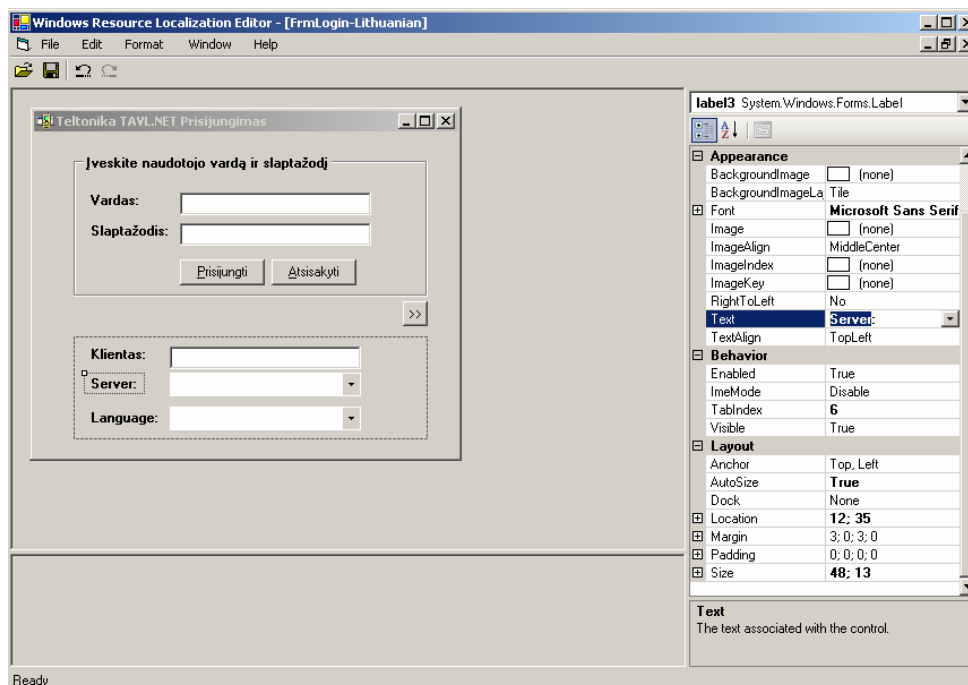 Windows Resource Localization Editor - [FrmLogin-Lithuanian]
File Edit Format Window Help
Teltonika TAVL.NET Prisijungimas
Įveskite naudotojo vardą ir slaptažodį
Vardas:
Slaptažodis:
Prisijungti Atsisakyti
>>
Klientas:
Server:
Language:
label3 System.Windows.Forms.Label
Appearance
BackgroundImage (none)
BackgroundImageLa Tile
Font Microsoft Sans Serif
Image (none)
ImageAlign MiddleCenter
ImageIndex (none)
ImageKey (none)
RightToLeft No
Text Server:
TextAlign TopLeft
Behavior
Enabled True
ImeMode Disable
TabIndex 6
Visible True
Layout
Anchor Top, Left
AutoSize True
Dock None
Location 12; 35
Margin 3; 0; 3; 0
Padding 0; 0; 0; 0
Size 48; 13
Text
The text associated with the control.
Ready